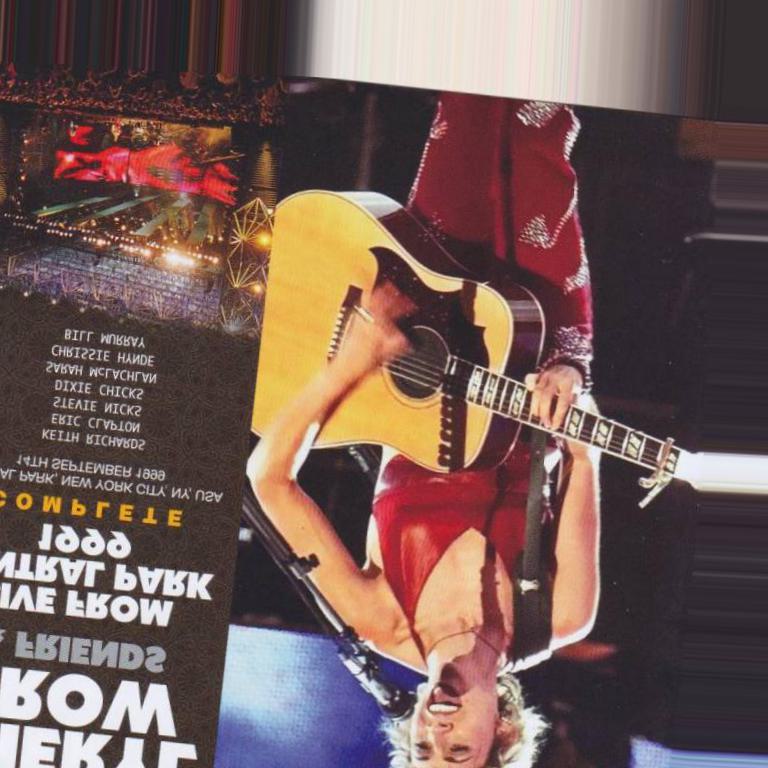 HERYL
ROW
& FRIENDS
IVE FROM
NTRAL PARK
1999
COMPLETE
AL PARK, NEW YORK CITY, NY, USA
14TH SEPTEMBER 1999
KEITH RICHARDS
ERIC CLAPTON
STEVIE NICKS
DIXIE CHICKS
SARAH McLACHLAN
CHRISSIE HYNDE
BILL MURRAY